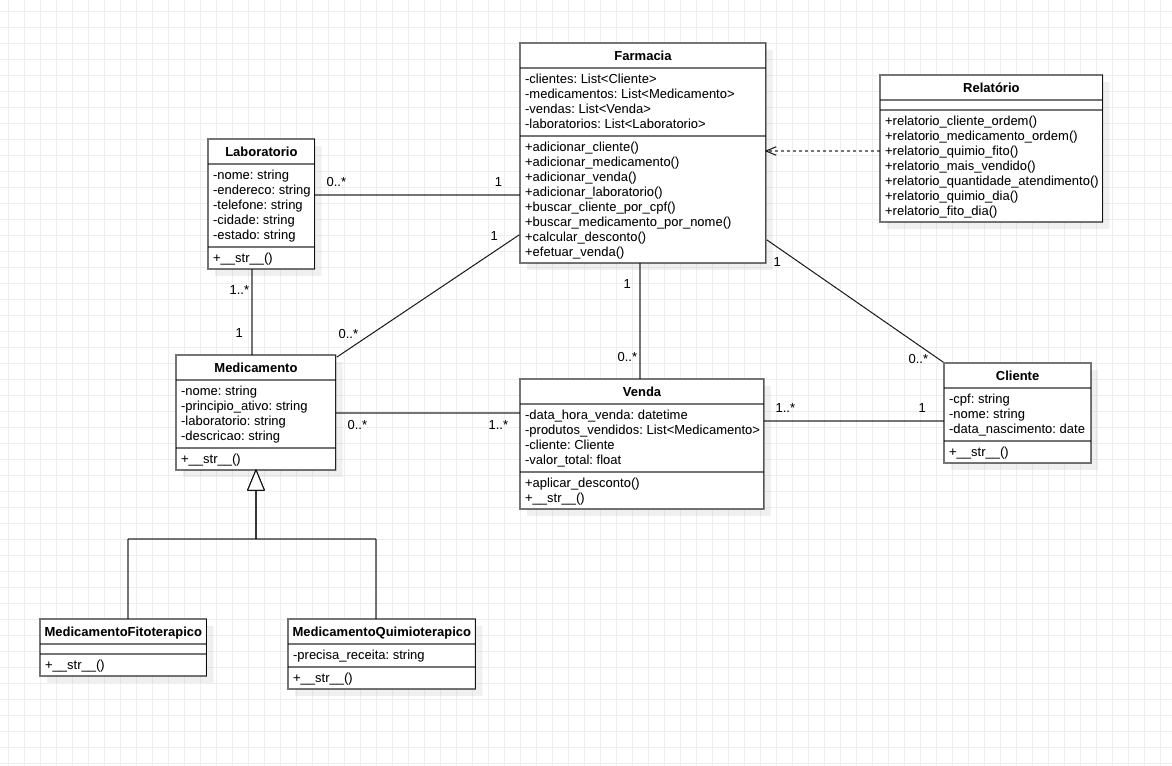 Farmacia
-clientes: List<Cliente>
-medicamentos: List<Medicamento>
-vendas: List<Venda>
-laboratorios: List<Laboratorio>
+adicionar_cliente()
+adicionar_medicamento()
+adicionar_venda()
+adicionar_laboratorio()
+buscar_cliente_por_cpf()
+buscar_medicamento_por_nome()
+calcular_desconto()
+efetuar_venda()
Relatório
+relatorio_cliente_ordem()
+relatorio_medicamento_ordem()
+relatorio_quimio_fito()
+relatorio_mais_vendido()
+relatorio_quantidade_atendimento()
+relatorio_quimio_dia()
+relatorio_fito_dia()
Laboratorio
-nome: string
-endereco: string
-telefone: string
-cidade: string
-estado: string
+__str__()
0..*
1
1
0..*
1
0..*
1
0..*
1..*
1
Medicamento
-nome: string
-principio_ativo: string
-laboratorio: string
-descricao: string
+__str__()
0..*
1..*
Venda
-data_hora_venda: datetime
-produtos_vendidos: List<Medicamento>
-cliente: Cliente
-valor_total: float
+aplicar_desconto()
+__str__()
1..*
1
Cliente
-cpf: string
-nome: string
-data_nascimento: date
+__str__()
MedicamentoFitoterapico
+__str__()
MedicamentoQuimioterapico
-precisa_receita: string
+__str__()